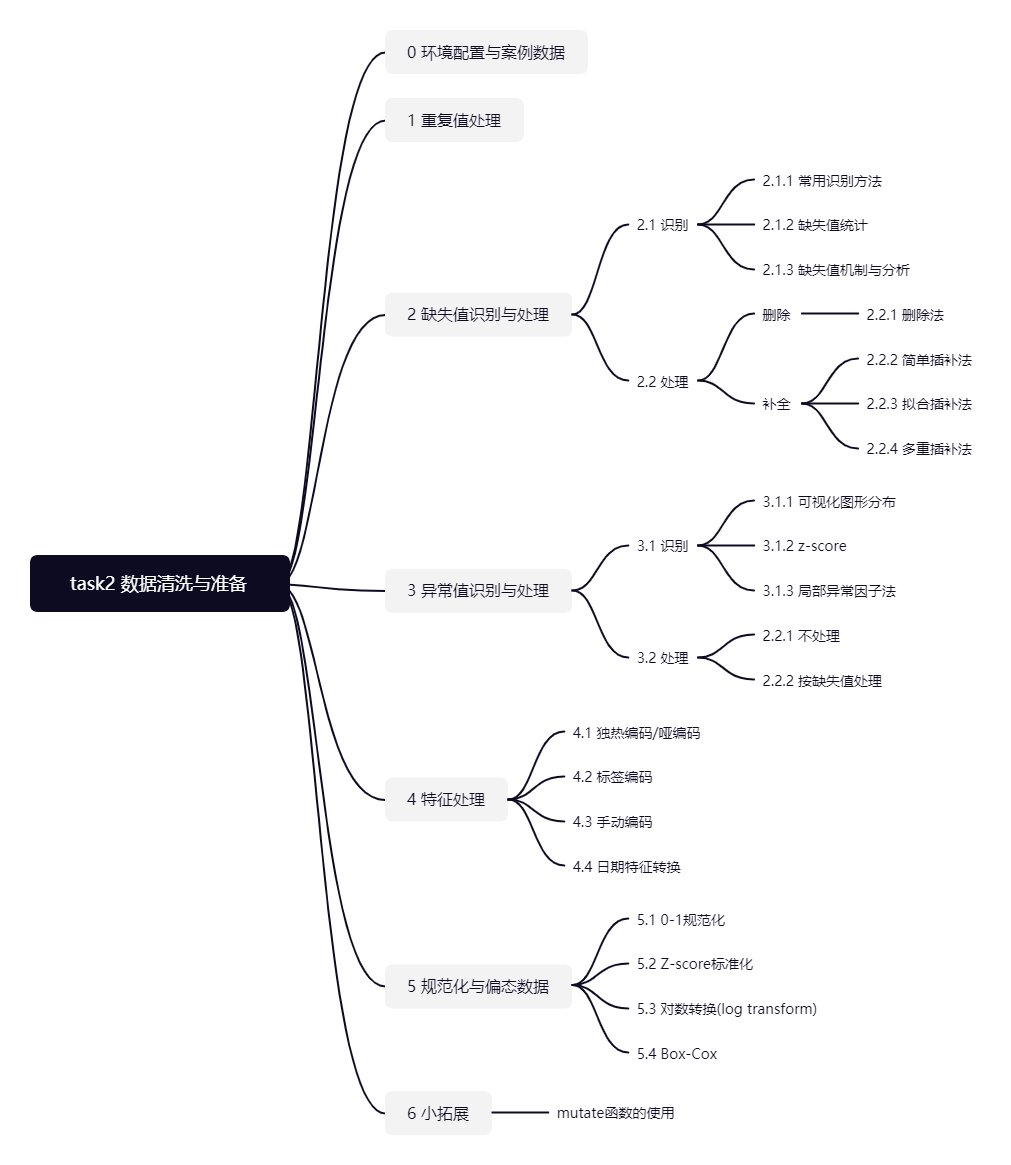 0 环境配置与案例数据
1 重复值处理
2.1.1 常用识别方法
2.1 识别
2.1.2 缺失值统计
2.1.3 缺失值机制与分析
2 缺失值识别与处理
删除
2.2.1 删除法
2.2.2 简单插补法
2.2 处理
补全
2.2.3 拟合插补法
2.2.4 多重插补法
3.1.1 可视化图形分布
3.1 识别
3.1.2 z-score
task2 数据清洗与准备
3 异常值识别与处理
3.1.3 局部异常因子法
2.2.1 不处理
3.2 处理
2.2.2 按缺失值处理
4.1 独热编码/哑编码
4.2 标签编码
4 特征处理
4.3 手动编码
4.4 日期特征转换
5.1 0-1规范化
5.2 Z-score标准化
5 规范化与偏态数据
5.3 对数转换(log transform)
5.4 Box-Cox
6 小拓展
mutate函数的使用